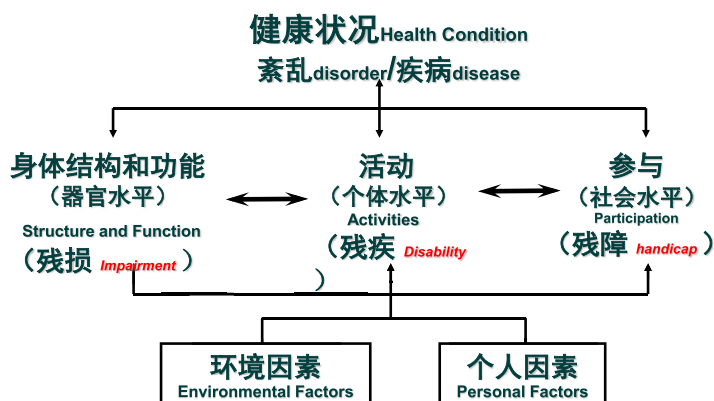 健康状况Health Condition
紊乱disorder/疾病disease
身体结构和功能
（器官水平）
Structure and Function
（残损 Impairment ）
活动
（个体水平）
Activities
（残疾 Disability
）
参与
（社会水平）
Participation
（残障 handicap ）
环境因素
Environmental Factors
个人因素
Personal Factors